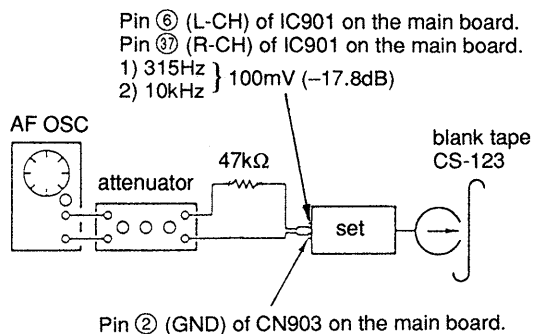 Pin ⑥ (L-CH) of IC901 on the main board.
Pin ㊲ (R-CH) of IC901 on the main board.
1) 315Hz
2) 10kHz
} 100mV (–17.8dB)
AF OSC
attenuator
47kΩ
set
blank tape
CS-123
Pin ② (GND) of CN903 on the main board.